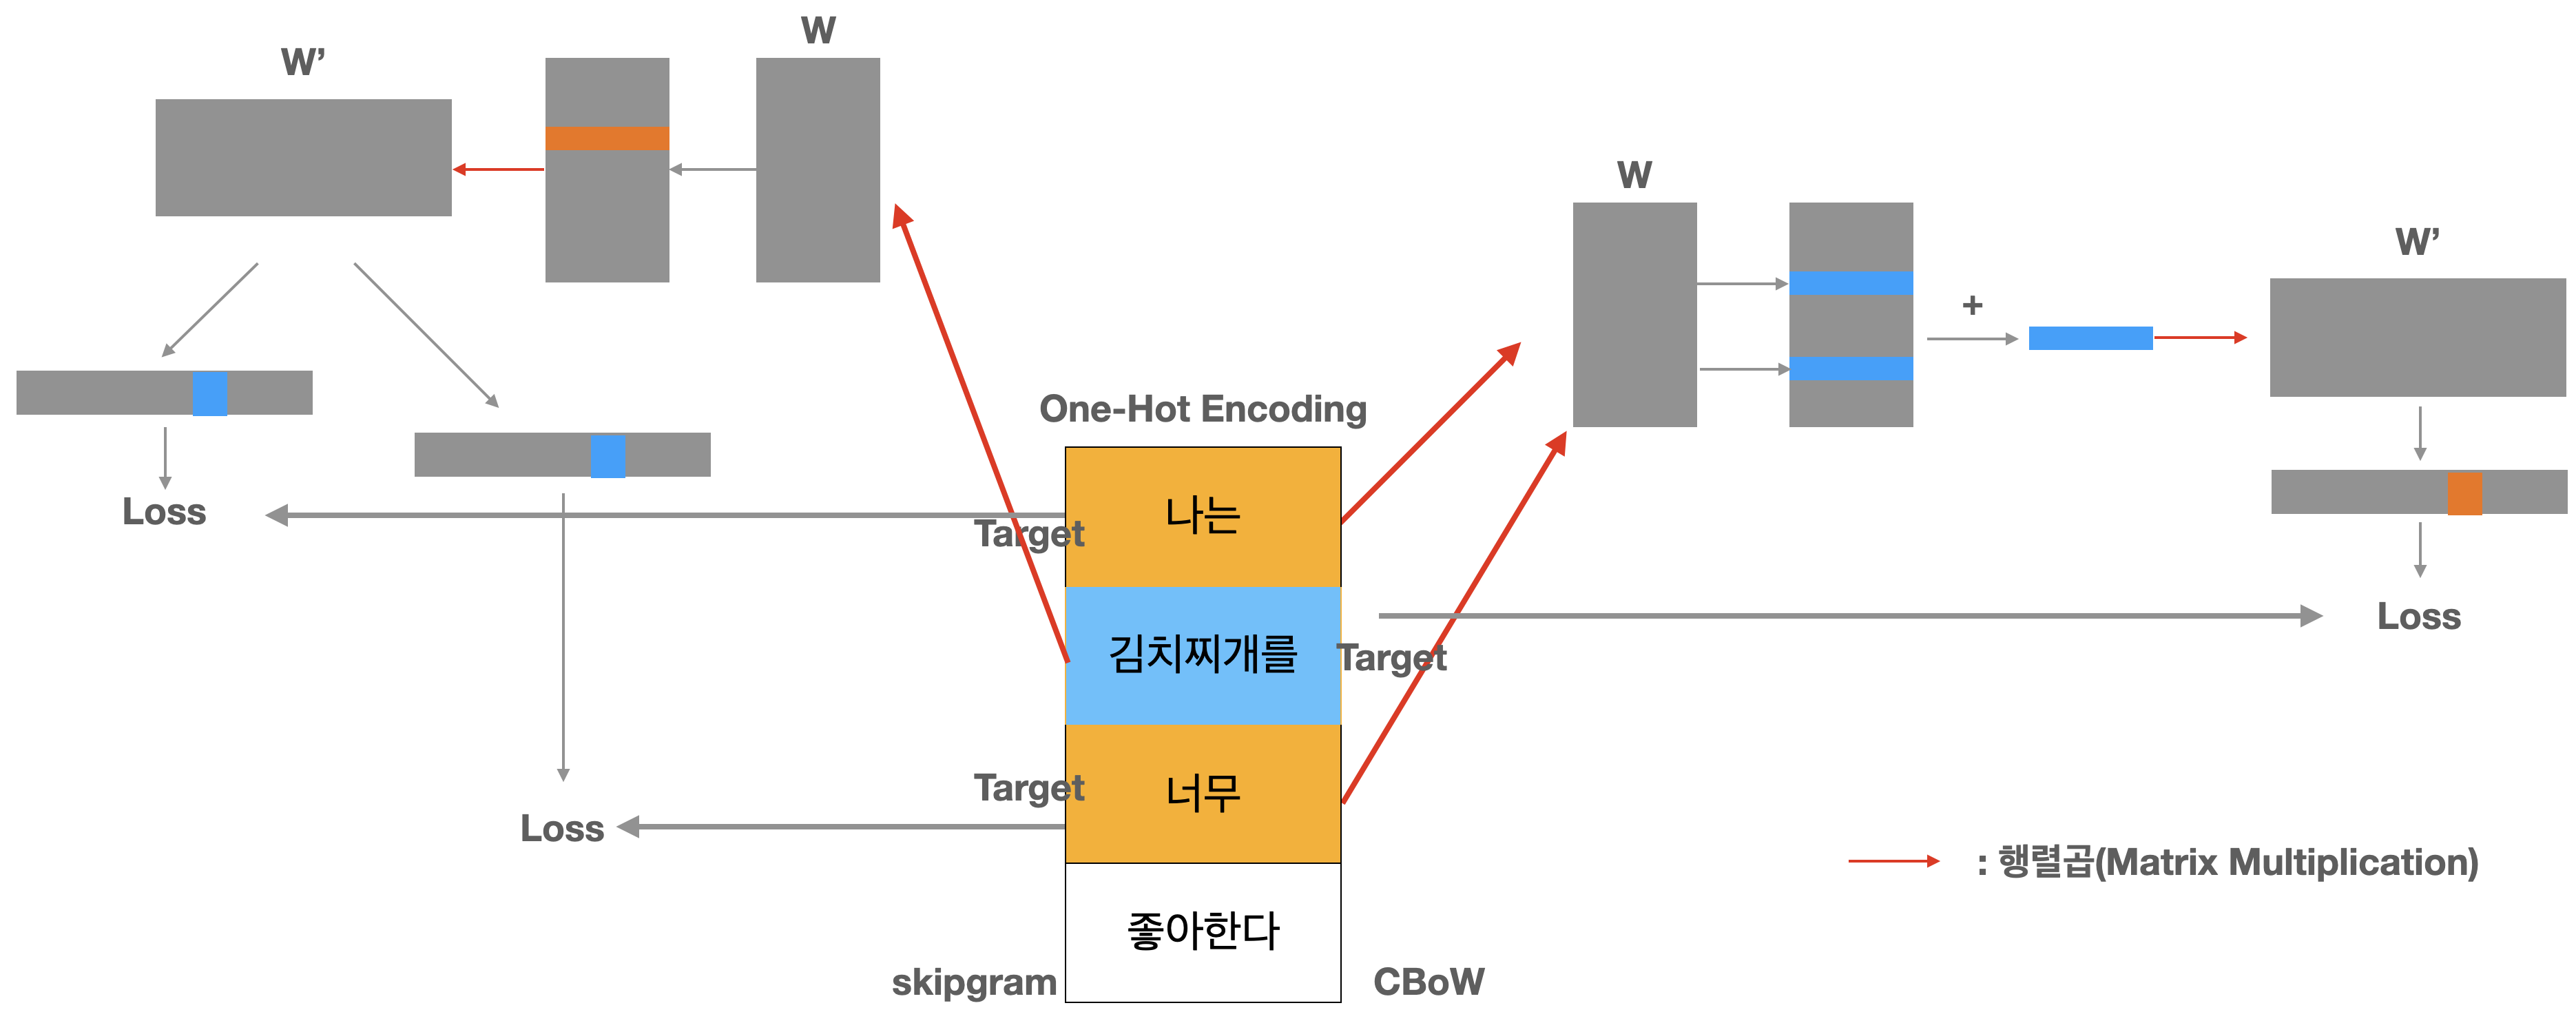 W
W’
W
W’
+
One-Hot Encoding
나는
Target
Loss
김치찌개를
Target
Loss
너무
Target
Loss
: 행렬곱(Matrix Multiplication)
좋아한다
skipgram
CBoW